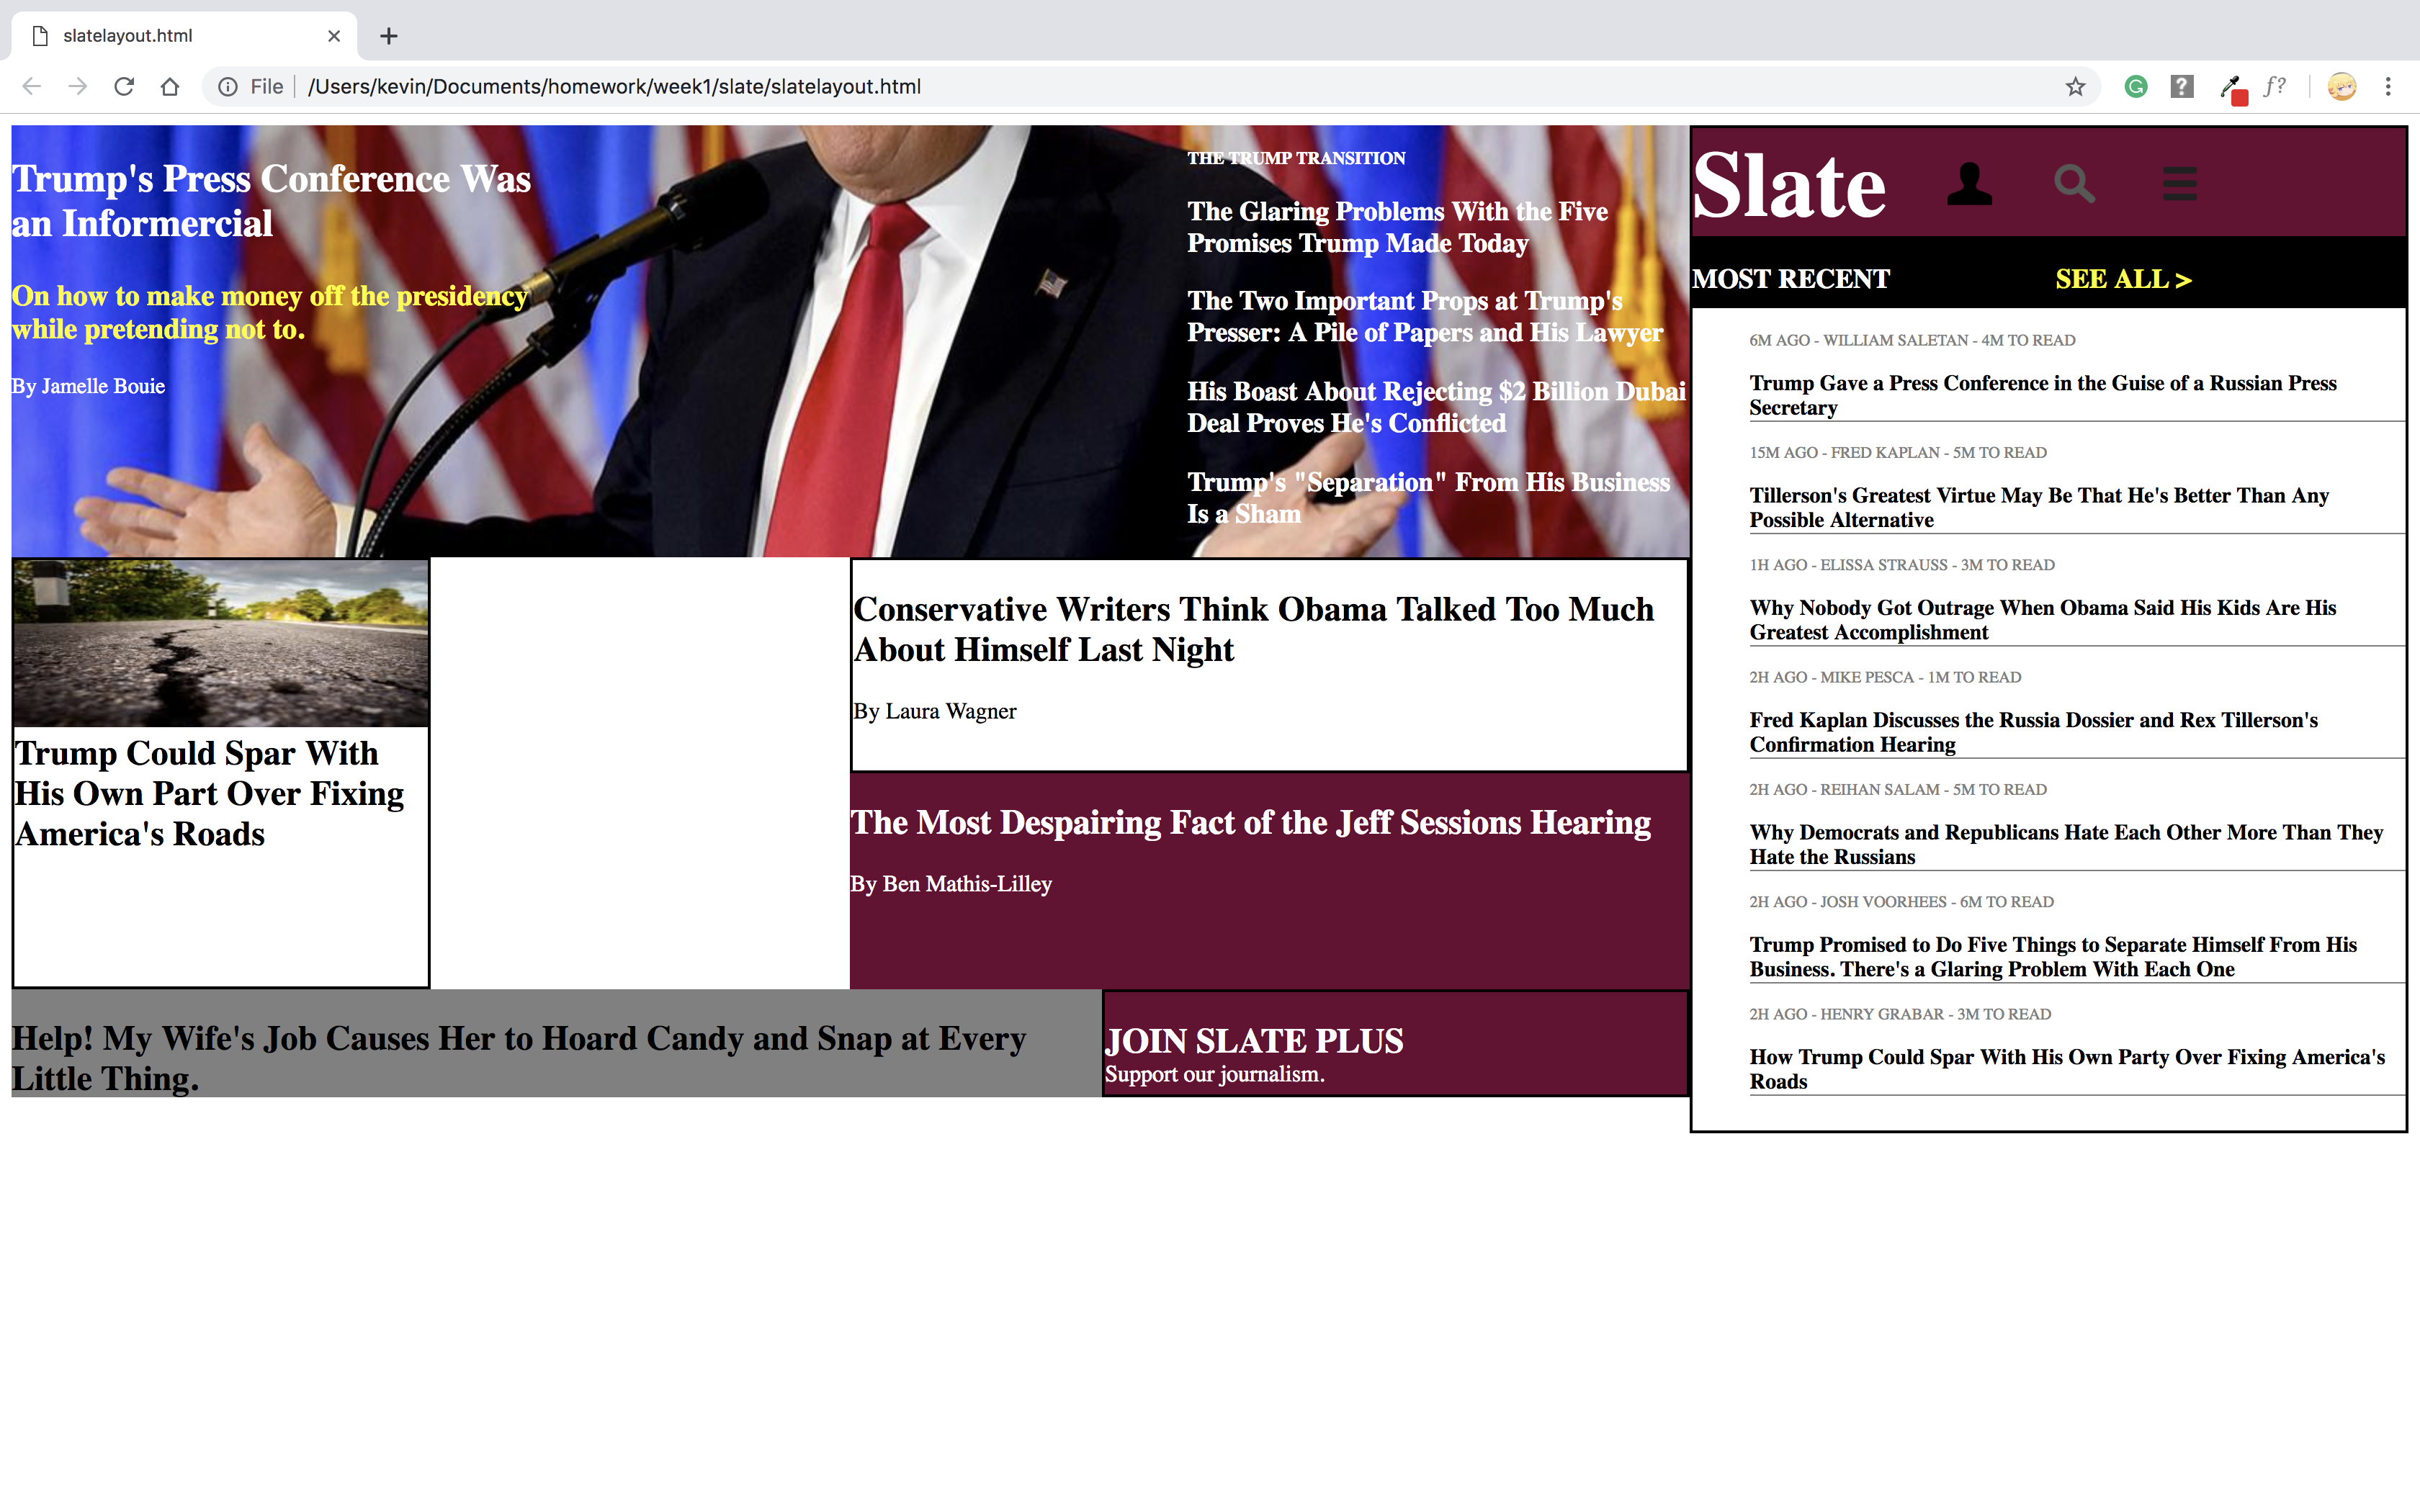 slatelayout.html
File
/Users/kevin/Documents/homework/week1/slate/slatelayout.html
f?
Trump's Press Conference Was
an Informercial
On how to make money off the presidency
while pretending not to.
By Jamelle Bouie
THE TRUMP TRANSITION
The Glaring Problems With the Five
Promises Trump Made Today
The Two Important Props at Trump's
Presser: A Pile of Papers and His Lawyer
His Boast About Rejecting $2 Billion Dubai
Deal Proves He's Conflicted
Trump's "Separation" From His Business
Is a Sham
Trump Could Spar With
His Own Part Over Fixing
America's Roads
Conservative Writers Think Obama Talked Too Much
About Himself Last Night
By Laura Wagner
The Most Despairing Fact of the Jeff Sessions Hearing
By Ben Mathis-Lilley
Help! My Wife's Job Causes Her to Hoard Candy and Snap at Every
Little Thing.
JOIN SLATE PLUS
Support our journalism.
Slate
MOST RECENT
SEE ALL >
6M AGO - WILLIAM SALETAN - 4M TO READ
Trump Gave a Press Conference in the Guise of a Russian Press
Secretary
15M AGO - FRED KAPLAN - 5M TO READ
Tillerson's Greatest Virtue May Be That He's Better Than Any
Possible Alternative
1H AGO - ELISSA STRAUSS - 3M TO READ
Why Nobody Got Outrage When Obama Said His Kids Are His
Greatest Accomplishment
2H AGO - MIKE PESCA - 1M TO READ
Fred Kaplan Discusses the Russia Dossier and Rex Tillerson's
Confirmation Hearing
2H AGO - REIHAN SALAM - 5M TO READ
Why Democrats and Republicans Hate Each Other More Than They
Hate the Russians
2H AGO - JOSH VOORHEES - 6M TO READ
Trump Promised to Do Five Things to Separate Himself From His
Business. There's a Glaring Problem With Each One
2H AGO - HENRY GRABAR - 3M TO READ
How Trump Could Spar With His Own Party Over Fixing America's
Roads